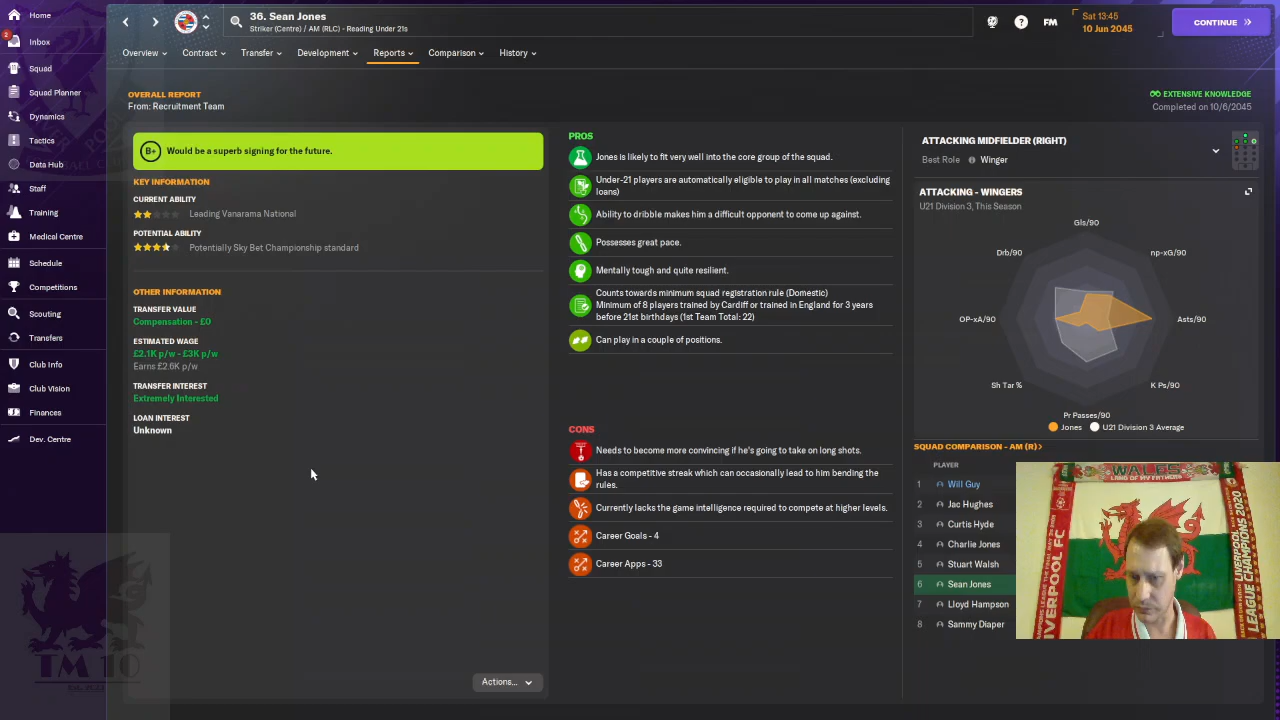 Home
2
Inbox
Squad
Squad Planner
Dynamics
Tactics
Data Hub
Staff
Training
Medical Centre
Schedule
Competitions
Scouting
Transfers
Club Info
Club Vision
Finances
Dev. Centre
TM 10
36. Sean Jones
Striker (Centre) / AM (RLC) - Reading Under 21s
?
FM
Sat 13:45
10 Jun 2045
CONTINUE
Overview
Contract
Transfer
Development
Reports
Comparison
History
OVERALL REPORT
From: Recruitment Team
EXTENSIVE KNOWLEDGE
Completed on 10/6/2045
B+
Would be a superb signing for the future.
KEY INFORMATION
CURRENT ABILITY
Leading Vanarama National
POTENTIAL ABILITY
Potentially Sky Bet Championship standard
OTHER INFORMATION
TRANSFER VALUE
Compensation - £0
ESTIMATED WAGE
£2.1K p/w - £3K p/w
Earns £2.6K p/w
TRANSFER INTEREST
Extremely Interested
LOAN INTEREST
Unknown
Actions...
PROS
Jones is likely to fit very well into the core group of the squad.
Under-21 players are automatically eligible to play in all matches (excluding
loans)
Ability to dribble makes him a difficult opponent to come up against.
Possesses great pace.
Mentally tough and quite resilient.
Counts towards minimum squad registration rule (Domestic)
Minimum of 8 players trained by Cardiff or trained in England for 3 years
before 21st birthdays (1st Team Total: 22)
Can play in a couple of positions.
CONS
Needs to become more convincing if he's going to take on long shots.
Has a competitive streak which can occasionally lead to him bending the
rules.
Currently lacks the game intelligence required to compete at higher levels.
Career Goals - 4
Career Apps - 33
ATTACKING MIDFIELDER (RIGHT)
Best Role
Winger
ATTACKING - WINGERS
U21 Division 3, This Season
Gls/90
Drb/90
np-xG/90
OP-xA/90
Asts/90
Sh Tar %
K Ps/90
Pr Passes/90
Jones
U21 Division 3 Average
SQUAD COMPARISON - AM (R)
PLAYER
1 Will Guy
2 Jac Hughes
3 Curtis Hyde
4 Charlie Jones
5 Stuart Walsh
6 Sean Jones
7 Lloyd Hampson
8 Sammy Diaper
WALES
LAND OF MY FATHERS
LIVERPOOL FC
LIVERPOOL
LEAGUE CHAMPIONS 2020